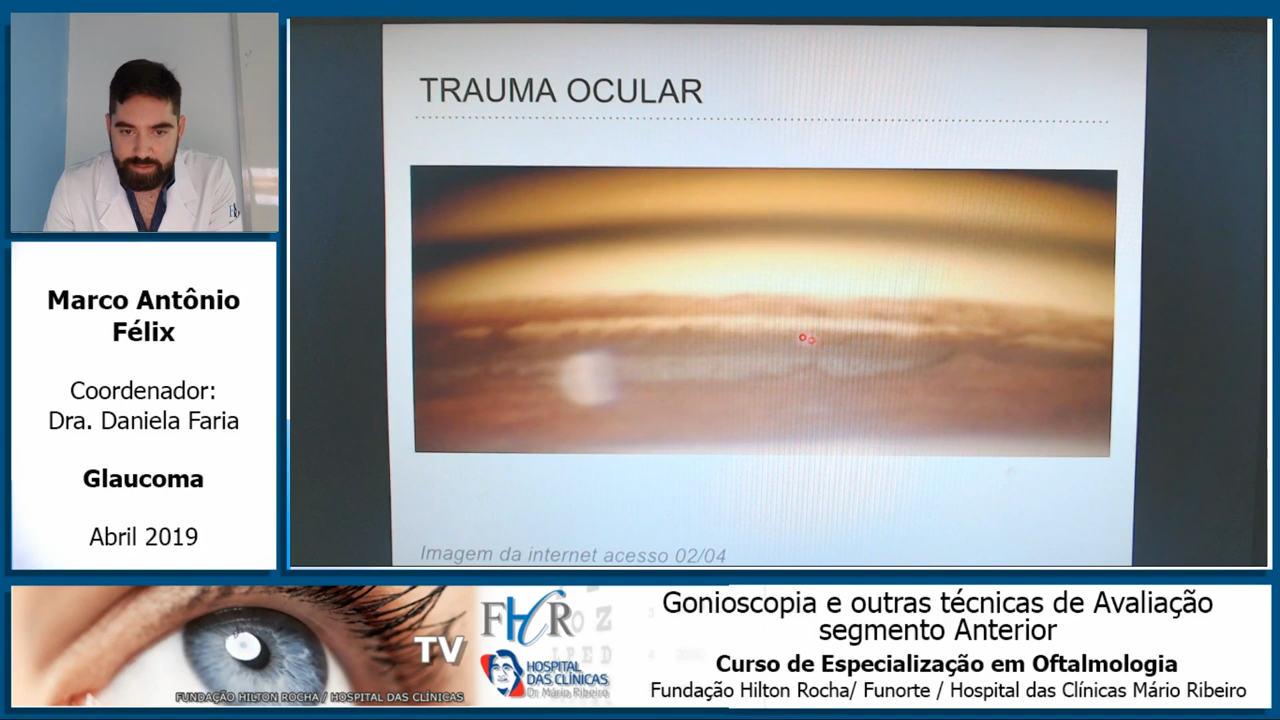 TRAUMA OCULAR
Imagem da internet acesso 02/04
Marco Antônio
Félix
Coordenador:
Dra. Daniela Faria
Glaucoma
Abril 2019
TV
FHCR
HOSPITAL
DAS CLÍNICAS
Dr. Mário Ribeiro
FUNDAÇÃO HILTON ROCHA / HOSPITAL DAS CLÍNICAS
Gonioscopia e outras técnicas de Avaliação
segmento Anterior
Curso de Especialização em Oftalmologia
Fundação Hilton Rocha/ Funorte / Hospital das Clínicas Mário Ribeiro